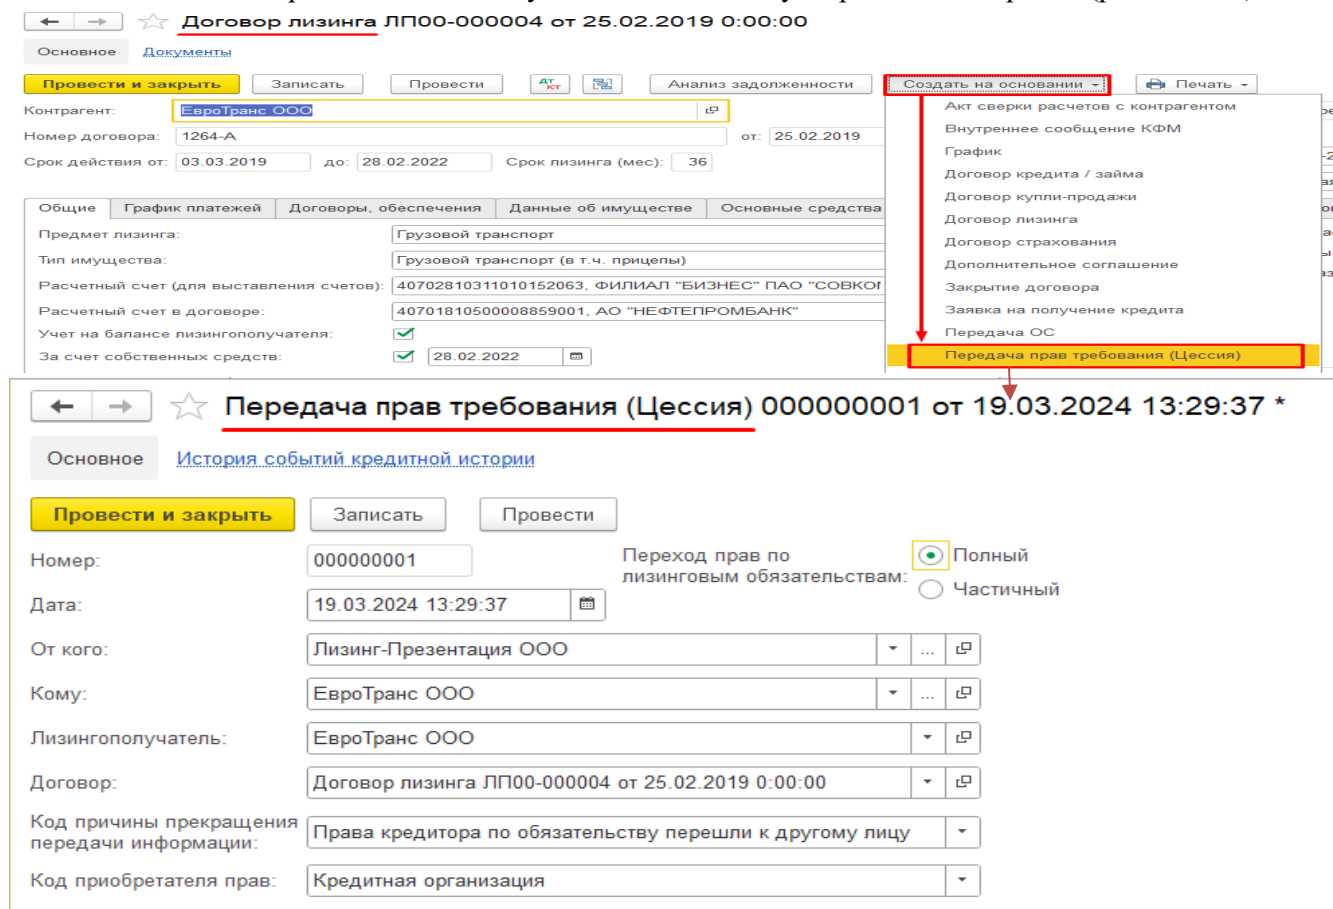 Договор лизинга ЛП00-000004 от 25.02.2019 0:00:00
Основное Документы
Провести и закрыть Записать Провести Дт Кт Анализ задолженности Создать на основании Печать
Контрагент: ЕвроТранс ООО
Номер договора: 1264-А от: 25.02.2019
Срок действия от: 03.03.2019 до: 28.02.2022 Срок лизинга (мес): 36
Общие График платежей Договоры, обеспечения Данные об имуществе Основные средства
Предмет лизинга: Грузовой транспорт
Тип имущества: Грузовой транспорт (в т.ч. прицепы)
Расчетный счет (для выставления счетов): 40702810311010152063, ФИЛИАЛ "БИЗНЕС" ПАО "СОВКОМ
Расчетный счет в договоре: 40701810500008859001, АО "НЕФТЕПРОМБАНК"
Учет на балансе лизингополучателя:
За счет собственных средств: 28.02.2022
Акт сверки расчетов с контрагентом
Внутреннее сообщение КФМ
График
Договор кредита / займа
Договор купли-продажи
Договор лизинга
Договор страхования
Дополнительное соглашение
Закрытие договора
Заявка на получение кредита
Передача ОС
Передача прав требования (Цессия)
Передача прав требования (Цессия) 000000001 от 19.03.2024 13:29:37 *
Основное История событий кредитной истории
Провести и закрыть Записать Провести
Номер: 000000001 Переход прав по
лизинговым обязательствам: Полный
Частичный
Дата: 19.03.2024 13:29:37
От кого: Лизинг-Презентация ООО
Кому: ЕвроТранс ООО
Лизингополучатель: ЕвроТранс ООО
Договор: Договор лизинга ЛП00-000004 от 25.02.2019 0:00:00
Код причины прекращения
передачи информации: Права кредитора по обязательству перешли к другому лицу
Код приобретателя прав: Кредитная организация